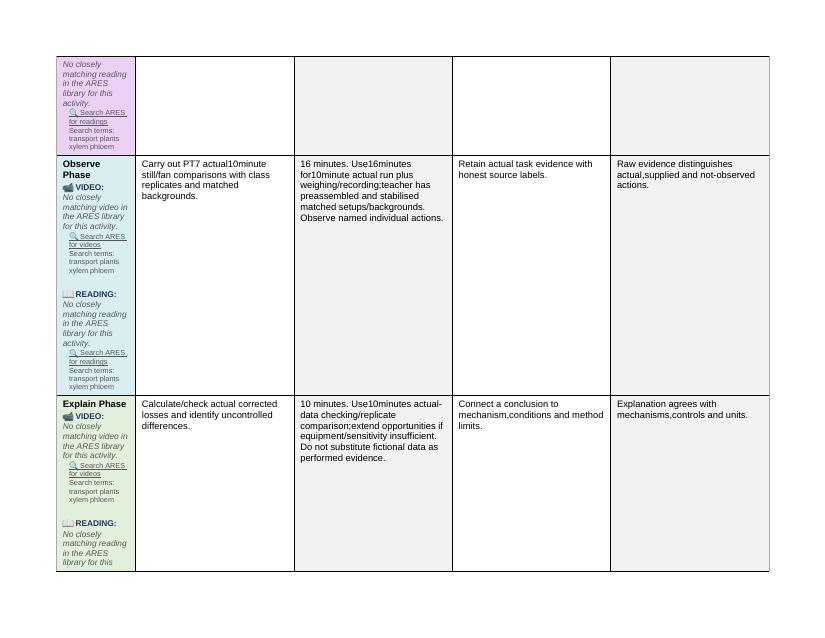 No closely
matching reading
in the ARES
library for this
activity.
🔍 Search ARES
for readings
Search terms:
transport plants
xylem phloem
Observe
Phase
📹 VIDEO:
No closely
matching video in
the ARES library
for this activity.
🔍 Search ARES
for videos
Search terms:
transport plants
xylem phloem
📖 READING:
No closely
matching reading
in the ARES
library for this
activity.
🔍 Search ARES
for readings
Search terms:
transport plants
xylem phloem
Carry out PT7 actual10minute
still/fan comparisons with class
replicates and matched
backgrounds.
16 minutes. Use16minutes
for10minute actual run plus
weighing/recording;teacher has
preassembled and stabilised
matched setups/backgrounds.
Observe named individual actions.
Retain actual task evidence with
honest source labels.
Raw evidence distinguishes
actual,supplied and not-observed
actions.
Explain Phase
📹 VIDEO:
No closely
matching video in
the ARES library
for this activity.
🔍 Search ARES
for videos
Search terms:
transport plants
xylem phloem
📖 READING:
No closely
matching reading
in the ARES
library for this
Calculate/check actual corrected
losses and identify uncontrolled
differences.
10 minutes. Use10minutes actual-
data checking/replicate
comparison;extend opportunities if
equipment/sensitivity insufficient.
Do not substitute fictional data as
performed evidence.
Connect a conclusion to
mechanism,conditions and method
limits.
Explanation agrees with
mechanisms,controls and units.